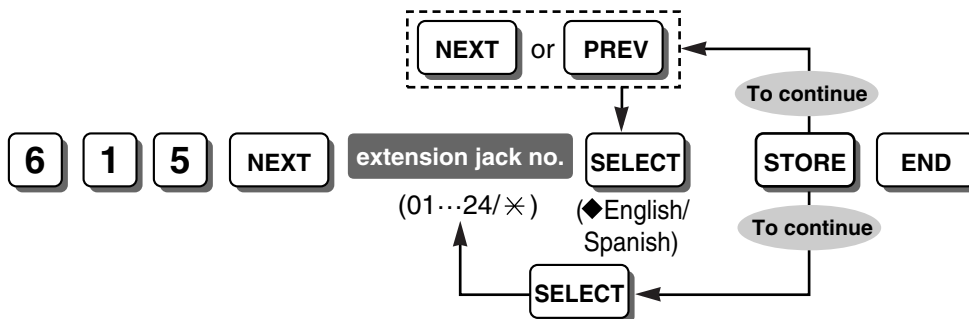 NEXT or PREV
To continue
6 1 5 NEXT extension jack no. SELECT STORE END
(01···24/✳) (◆English/
Spanish)
To continue
SELECT